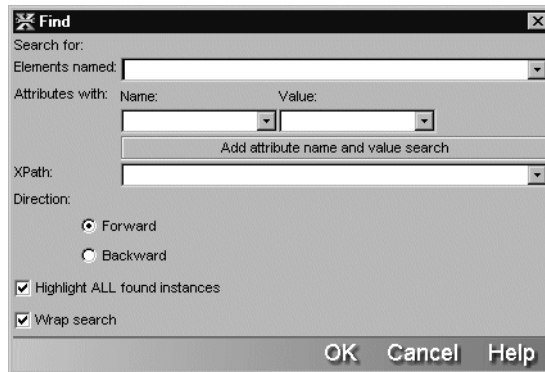 Find
Search for:
Elements named:
Attributes with: Name: Value:
Add attribute name and value search
XPath:
Direction:
Forward
Backward
Highlight ALL found instances
Wrap search
OK Cancel Help